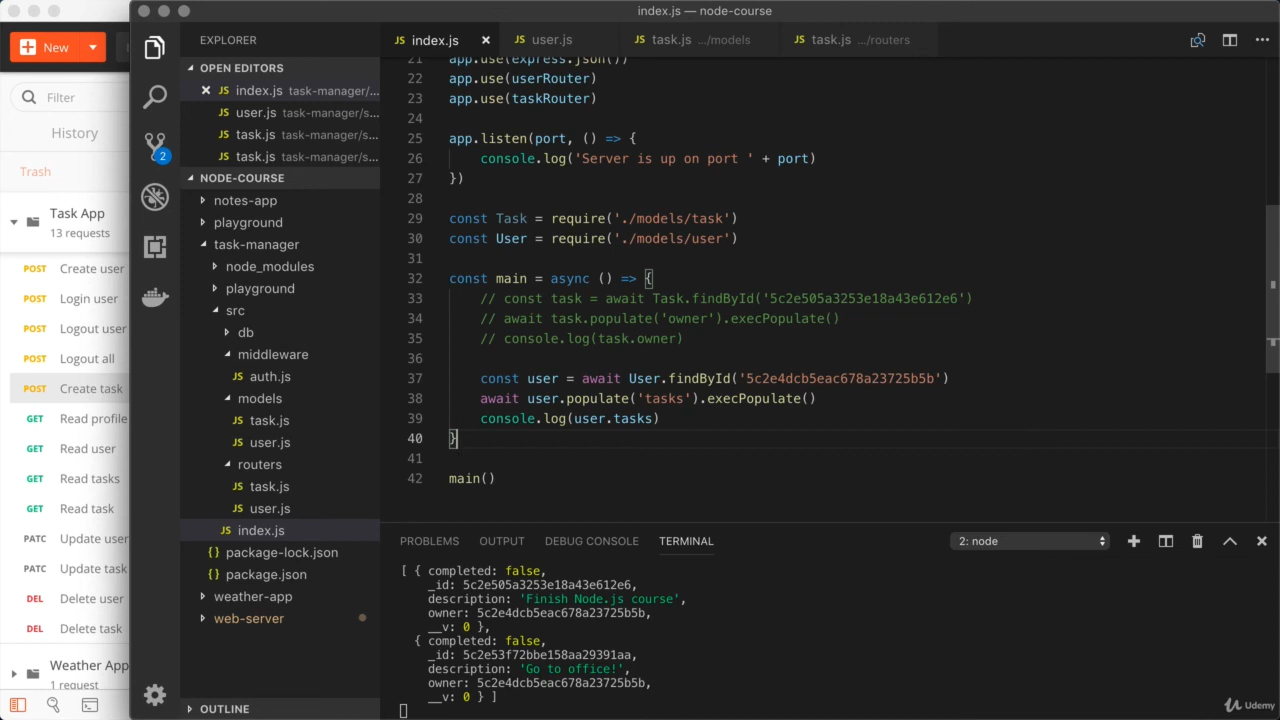 index.js — node-course
New
Filter
History
Trash
Task App
13 requests
POST Create user
POST Login user
POST Logout user
POST Logout all
POST Create task
GET Read profile
GET Read user
GET Read tasks
GET Read task
PATC Update user
PATC Update task
DEL Delete user
DEL Delete task
Weather App
1 request
EXPLORER
OPEN EDITORS
JS index.js task-manager/...
JS user.js task-manager/s...
JS task.js task-manager/s...
JS task.js task-manager/s...
NODE-COURSE
notes-app
playground
task-manager
node_modules
playground
src
db
middleware
JS auth.js
models
JS task.js
JS user.js
routers
JS task.js
JS user.js
JS index.js
{} package-lock.json
{} package.json
weather-app
web-server
OUTLINE
2
JS index.js
JS user.js
JS task.js .../models
JS task.js .../routers
21 app.use(express.json())
22 app.use(userRouter)
23 app.use(taskRouter)
24
25 app.listen(port, () => {
26 console.log('Server is up on port ' + port)
27 })
28
29 const Task = require('./models/task')
30 const User = require('./models/user')
31
32 const main = async () => {
33 // const task = await Task.findById('5c2e505a3253e18a43e612e6')
34 // await task.populate('owner').execPopulate()
35 // console.log(task.owner)
36
37 const user = await User.findById('5c2e4dcb5eac678a23725b5b')
38 await user.populate('tasks').execPopulate()
39 console.log(user.tasks)
40 }
41
42 main()
PROBLEMS OUTPUT DEBUG CONSOLE TERMINAL
2: node
[ { completed: false,
_id: 5c2e505a3253e18a43e612e6,
description: 'Finish Node.js course',
owner: 5c2e4dcb5eac678a23725b5b,
__v: 0 },
{ completed: false,
_id: 5c2e53f72bbe158aa29391aa,
description: 'Go to office!',
owner: 5c2e4dcb5eac678a23725b5b,
__v: 0 } ]
Udemy